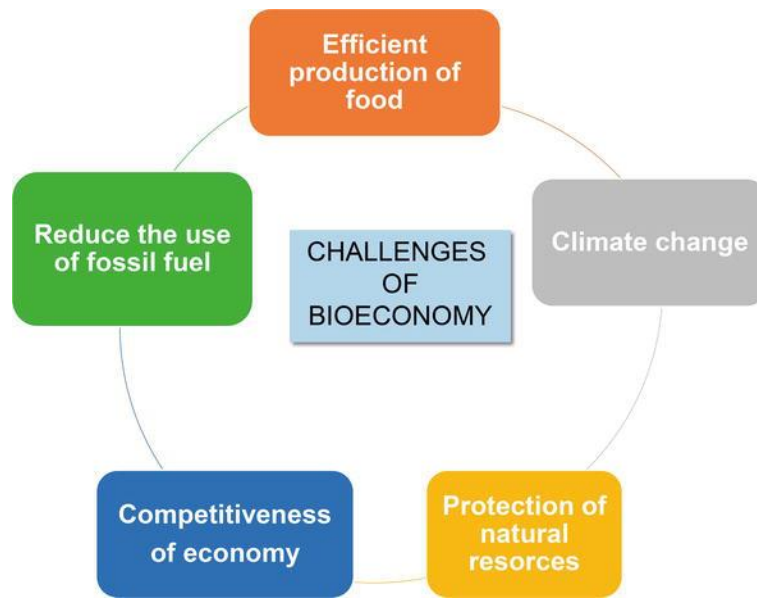 Efficient
production of
food
Climate change
Protection of
natural
resorces
Competitiveness
of economy
Reduce the use
of fossil fuel
CHALLENGES
OF
BIOECONOMY